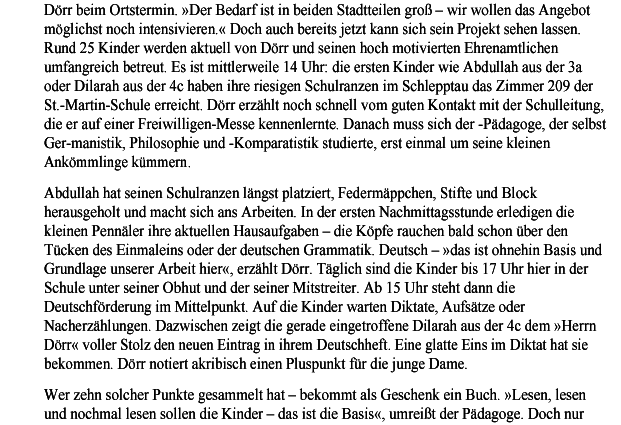 Dörr beim Ortstermin. »Der Bedarf ist in beiden Stadtteilen groß – wir wollen das Angebot
möglichst noch intensivieren.« Doch auch bereits jetzt kann sich sein Projekt sehen lassen.
Rund 25 Kinder werden aktuell von Dörr und seinen hoch motivierten Ehrenamtlichen
umfangreich betreut. Es ist mittlerweile 14 Uhr: die ersten Kinder wie Abdullah aus der 3a
oder Dilarah aus der 4c haben ihre riesigen Schulranzen im Schlepptau das Zimmer 209 der
St.-Martin-Schule erreicht. Dörr erzählt noch schnell vom guten Kontakt mit der Schulleitung,
die er auf einer Freiwilligen-Messe kennenlernte. Danach muss sich der -Pädagoge, der selbst
Ger-manistik, Philosophie und -Komparatistik studierte, erst einmal um seine kleinen
Ankömmlinge kümmern.
Abdullah hat seinen Schulranzen längst platziert, Federmäppchen, Stifte und Block
herausgeholt und macht sich ans Arbeiten. In der ersten Nachmittagsstunde erledigen die
kleinen Pennäler ihre aktuellen Hausaufgaben – die Köpfe rauchen bald schon über den
Tücken des Einmaleins oder der deutschen Grammatik. Deutsch – »das ist ohnehin Basis und
Grundlage unserer Arbeit hier«, erzählt Dörr. Täglich sind die Kinder bis 17 Uhr hier in der
Schule unter seiner Obhut und der seiner Mitstreiter. Ab 15 Uhr steht dann die
Deutschförderung im Mittelpunkt. Auf die Kinder warten Diktate, Aufsätze oder
Nacherzählungen. Dazwischen zeigt die gerade eingetroffene Dilarah aus der 4c dem »Herrn
Dörr« voller Stolz den neuen Eintrag in ihrem Deutschheft. Eine glatte Eins im Diktat hat sie
bekommen. Dörr notiert akribisch einen Pluspunkt für die junge Dame.
Wer zehn solcher Punkte gesammelt hat – bekommt als Geschenk ein Buch. »Lesen, lesen
und nochmal lesen sollen die Kinder – das ist die Basis«, umreißt der Pädagoge. Doch nur